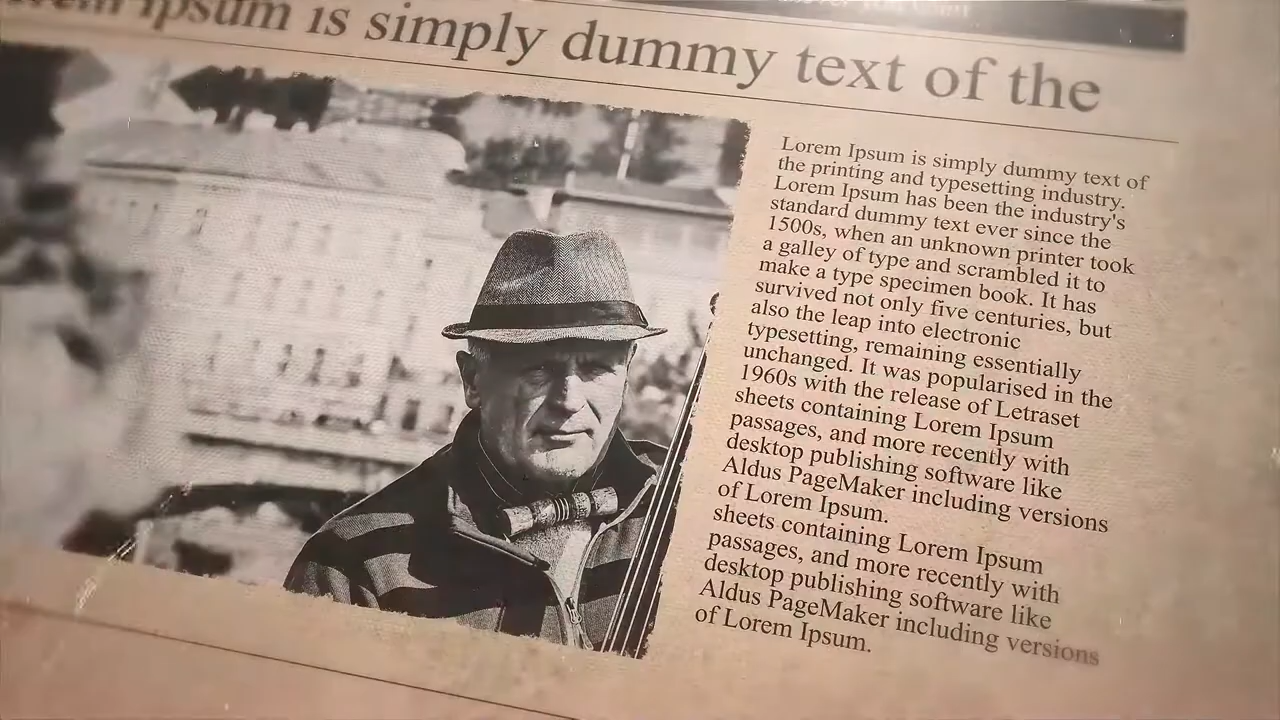 Ipsum is simply dummy text of the
Lorem Ipsum is simply dummy text of
the printing and typesetting industry.
Lorem Ipsum has been the industry's
standard dummy text ever since the
1500s, when an unknown printer took
a galley of type and scrambled it to
make a type specimen book. It has
survived not only five centuries, but
also the leap into electronic
typesetting, remaining essentially
unchanged. It was popularised in the
1960s with the release of Letraset
sheets containing Lorem Ipsum
passages, and more recently with
desktop publishing software like
Aldus PageMaker including versions
of Lorem Ipsum.
sheets containing Lorem Ipsum
passages, and more recently with
desktop publishing software like
Aldus PageMaker including versions
of Lorem Ipsum.